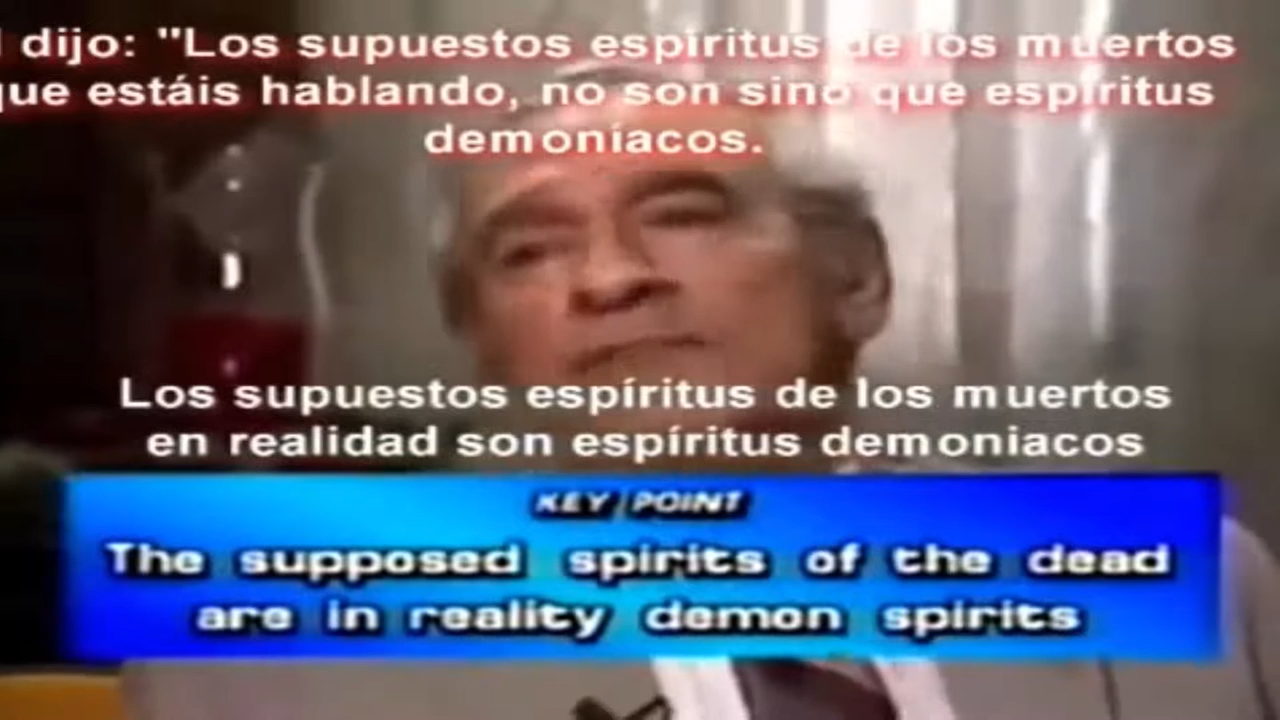 dijo: "Los supuestos espíritus de los muertos
que estáis hablando, no son sino que espíritus
demoníacos.
Los supuestos espíritus de los muertos
en realidad son espíritus demoniacos
KEY POINT
The supposed spirits of the dead
are in reality demon spirits